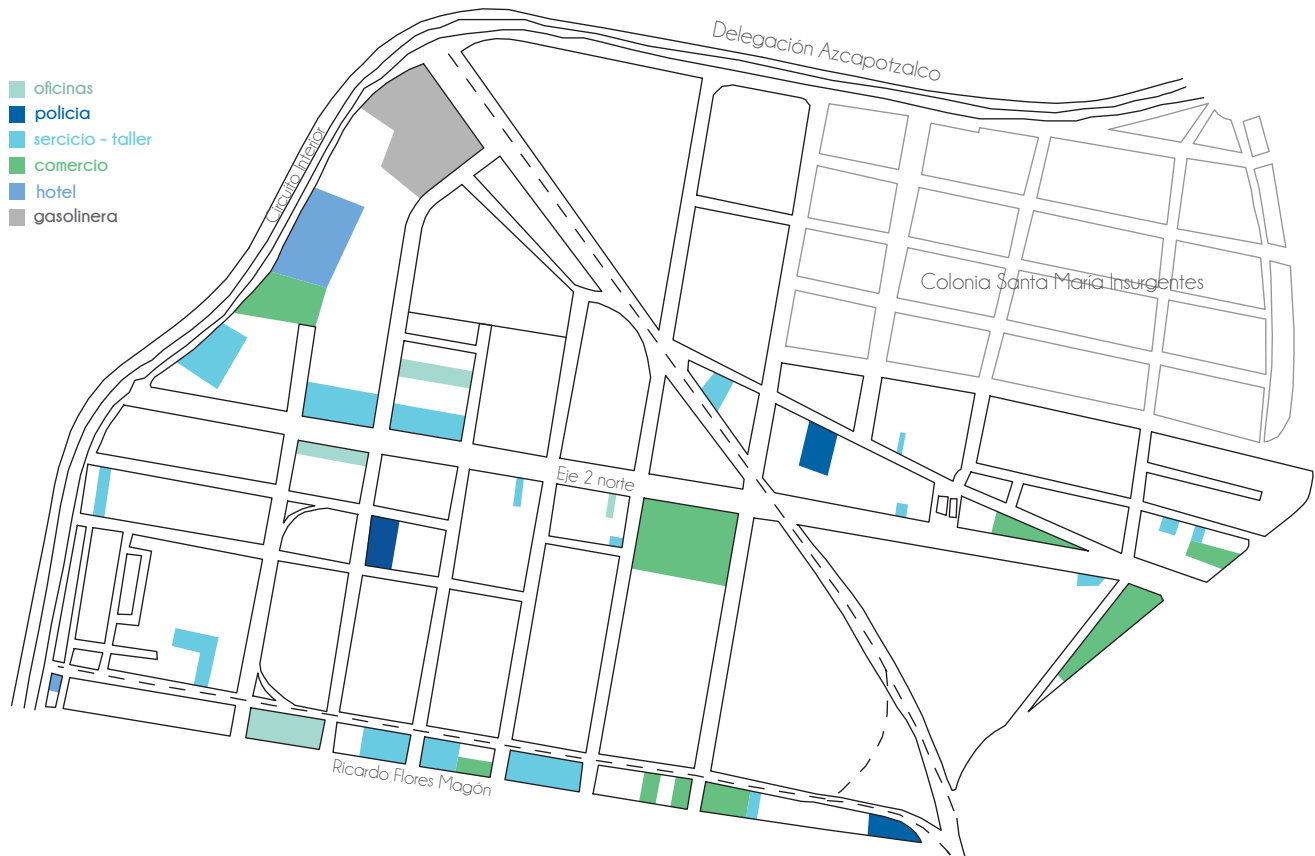 Delegación Azcapotzalco
oficinas
policia
sercicio - taller
comercio
hotel
gasolinera
Circuito Interior
Colonia Santa María Insurgentes
Eje 2 norte
Ricardo Flores Magón